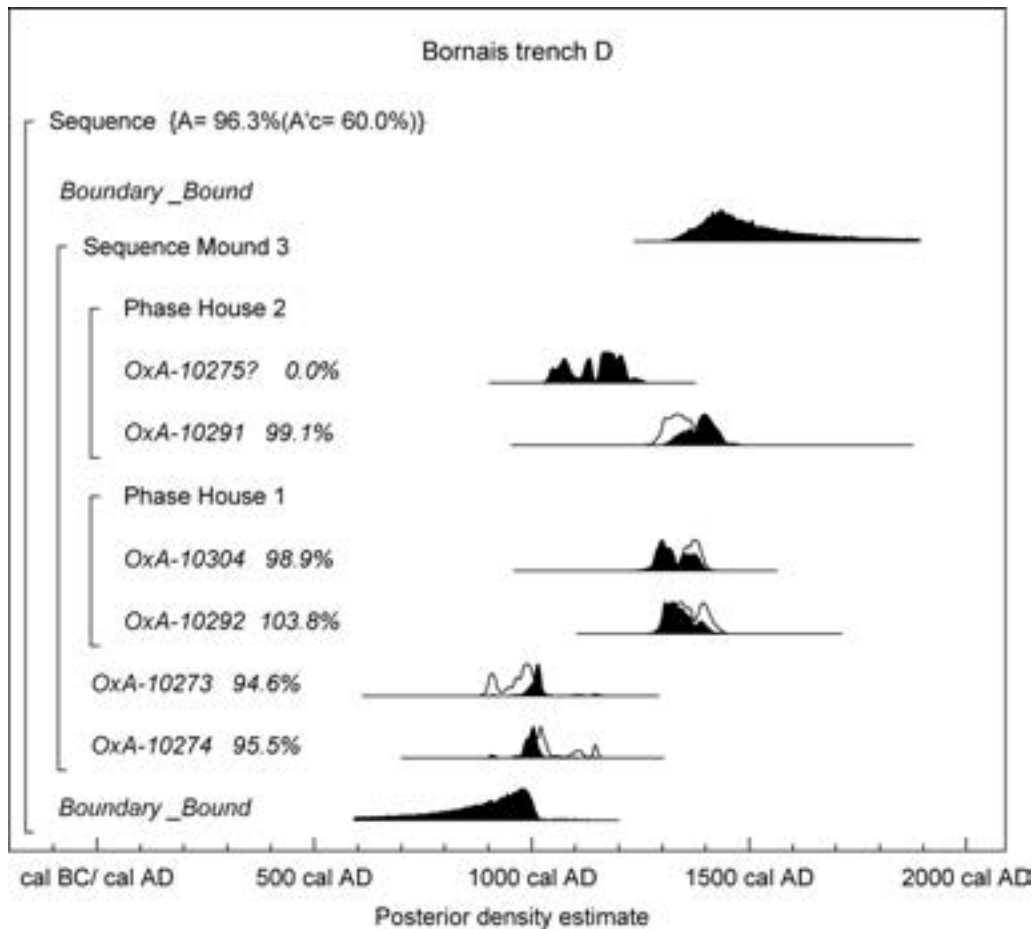 Bornais trench D
Sequence {A= 96.3%(A'c= 60.0%)}
Boundary _Bound
Sequence Mound 3
Phase House 2
OxA-10275? 0.0%
OxA-10291 99.1%
Phase House 1
OxA-10304 98.9%
OxA-10292 103.8%
OxA-10273 94.6%
OxA-10274 95.5%
Boundary _Bound
cal BC/ cal AD 500 cal AD 1000 cal AD 1500 cal AD 2000 cal AD
Posterior density estimate